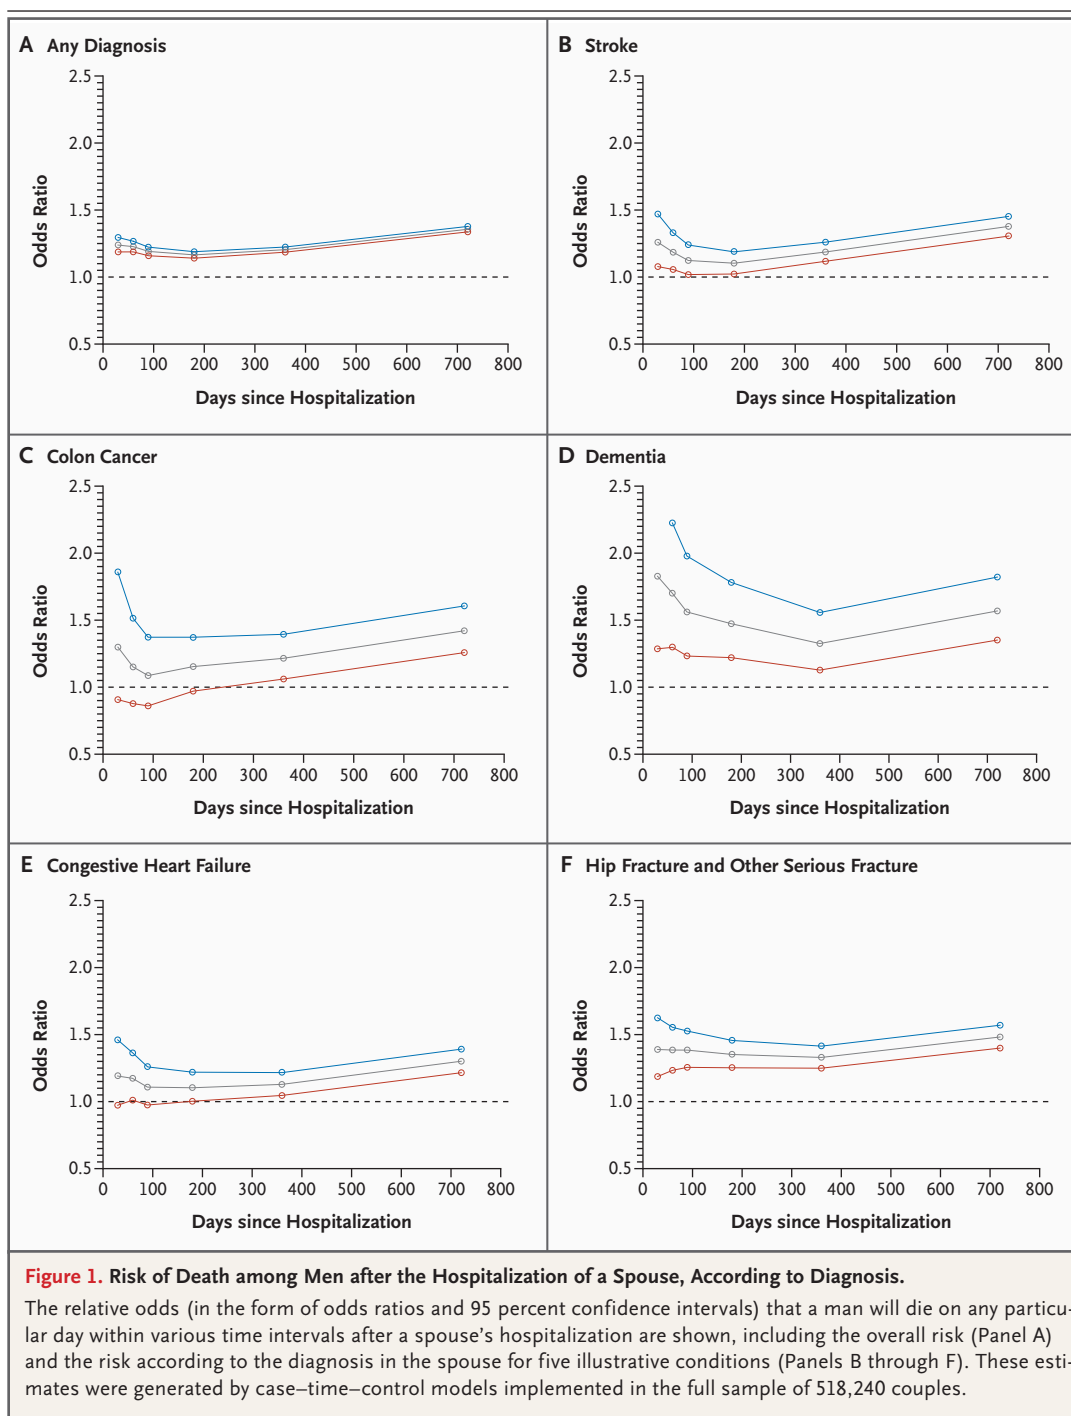 A Any Diagnosis
2.5
2.0
1.5
1.0
0.5
Odds Ratio
0 100 200 300 400 500 600 700 800
Days since Hospitalization
B Stroke
2.5
2.0
1.5
1.0
0.5
Odds Ratio
0 100 200 300 400 500 600 700 800
Days since Hospitalization
C Colon Cancer
2.5
2.0
1.5
1.0
0.5
Odds Ratio
0 100 200 300 400 500 600 700 800
Days since Hospitalization
D Dementia
2.5
2.0
1.5
1.0
0.5
Odds Ratio
0 100 200 300 400 500 600 700 800
Days since Hospitalization
E Congestive Heart Failure
2.5
2.0
1.5
1.0
0.5
Odds Ratio
0 100 200 300 400 500 600 700 800
Days since Hospitalization
F Hip Fracture and Other Serious Fracture
2.5
2.0
1.5
1.0
0.5
Odds Ratio
0 100 200 300 400 500 600 700 800
Days since Hospitalization
Figure 1. Risk of Death among Men after the Hospitalization of a Spouse, According to Diagnosis.
The relative odds (in the form of odds ratios and 95 percent confidence intervals) that a man will die on any particu-
lar day within various time intervals after a spouse's hospitalization are shown, including the overall risk (Panel A)
and the risk according to the diagnosis in the spouse for five illustrative conditions (Panels B through F). These esti-
mates were generated by case–time–control models implemented in the full sample of 518,240 couples.